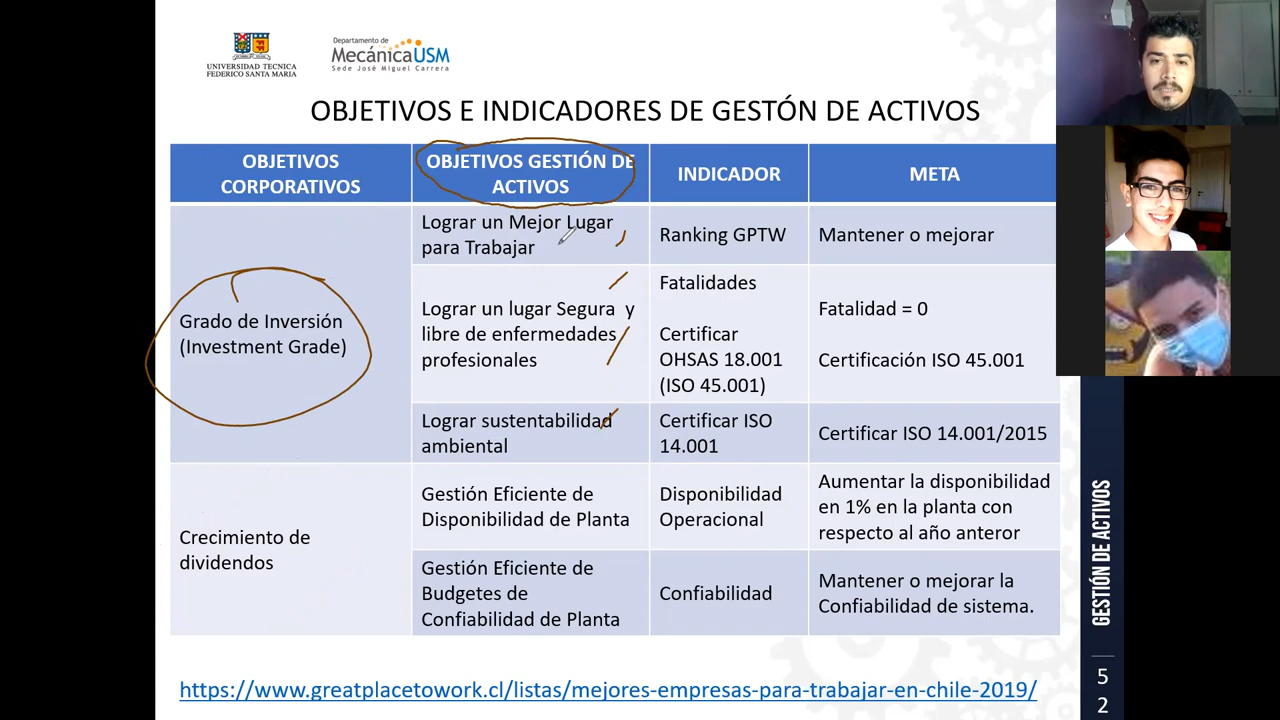 UNIVERSIDAD TECNICA
FEDERICO SANTA MARIA
Departamento de
MecánicaUSM
Sede José Miguel Carrera
OBJETIVOS E INDICADORES DE GESTÓN DE ACTIVOS
OBJETIVOS
CORPORATIVOS
OBJETIVOS GESTIÓN DE
ACTIVOS
INDICADOR
META
Grado de Inversión
(Investment Grade)
Lograr un Mejor Lugar
para Trabajar
Ranking GPTW
Mantener o mejorar
Lograr un lugar Segura y
libre de enfermedades
profesionales
Fatalidades
Certificar
OHSAS 18.001
(ISO 45.001)
Fatalidad = 0
Certificación ISO 45.001
Lograr sustentabilidad
ambiental
Certificar ISO
14.001
Certificar ISO 14.001/2015
Crecimiento de
dividendos
Gestión Eficiente de
Disponibilidad de Planta
Disponibilidad
Operacional
Aumentar la disponibilidad
en 1% en la planta con
respecto al año anteror
Gestión Eficiente de
Budgetes de
Confiabilidad de Planta
Confiabilidad
Mantener o mejorar la
Confiabilidad de sistema.
https://www.greatplacetowork.cl/listas/mejores-empresas-para-trabajar-en-chile-2019/
GESTIÓN DE ACTIVOS
5
2